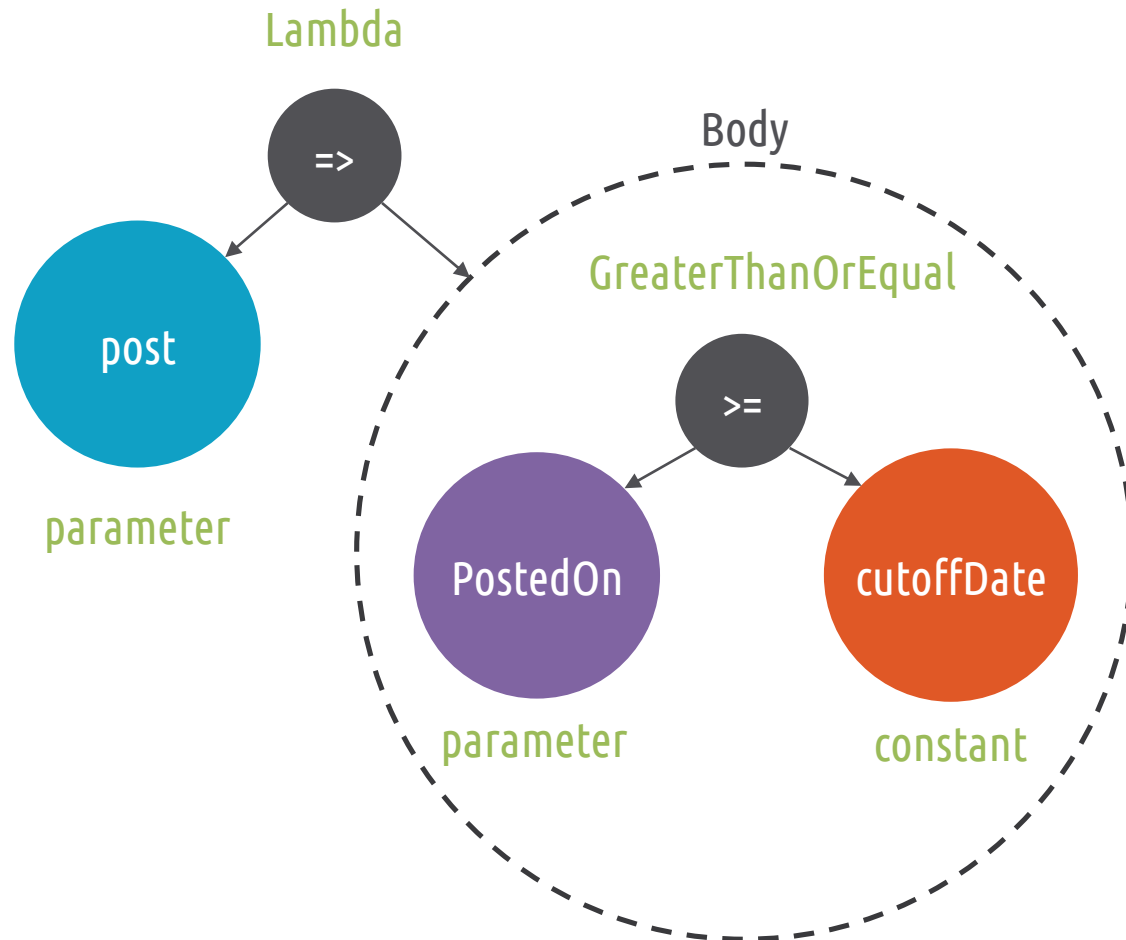 Lambda
=>
post
parameter
Body
GreaterThanOrEqual
>=
PostedOn
parameter
cutoffDate
constant